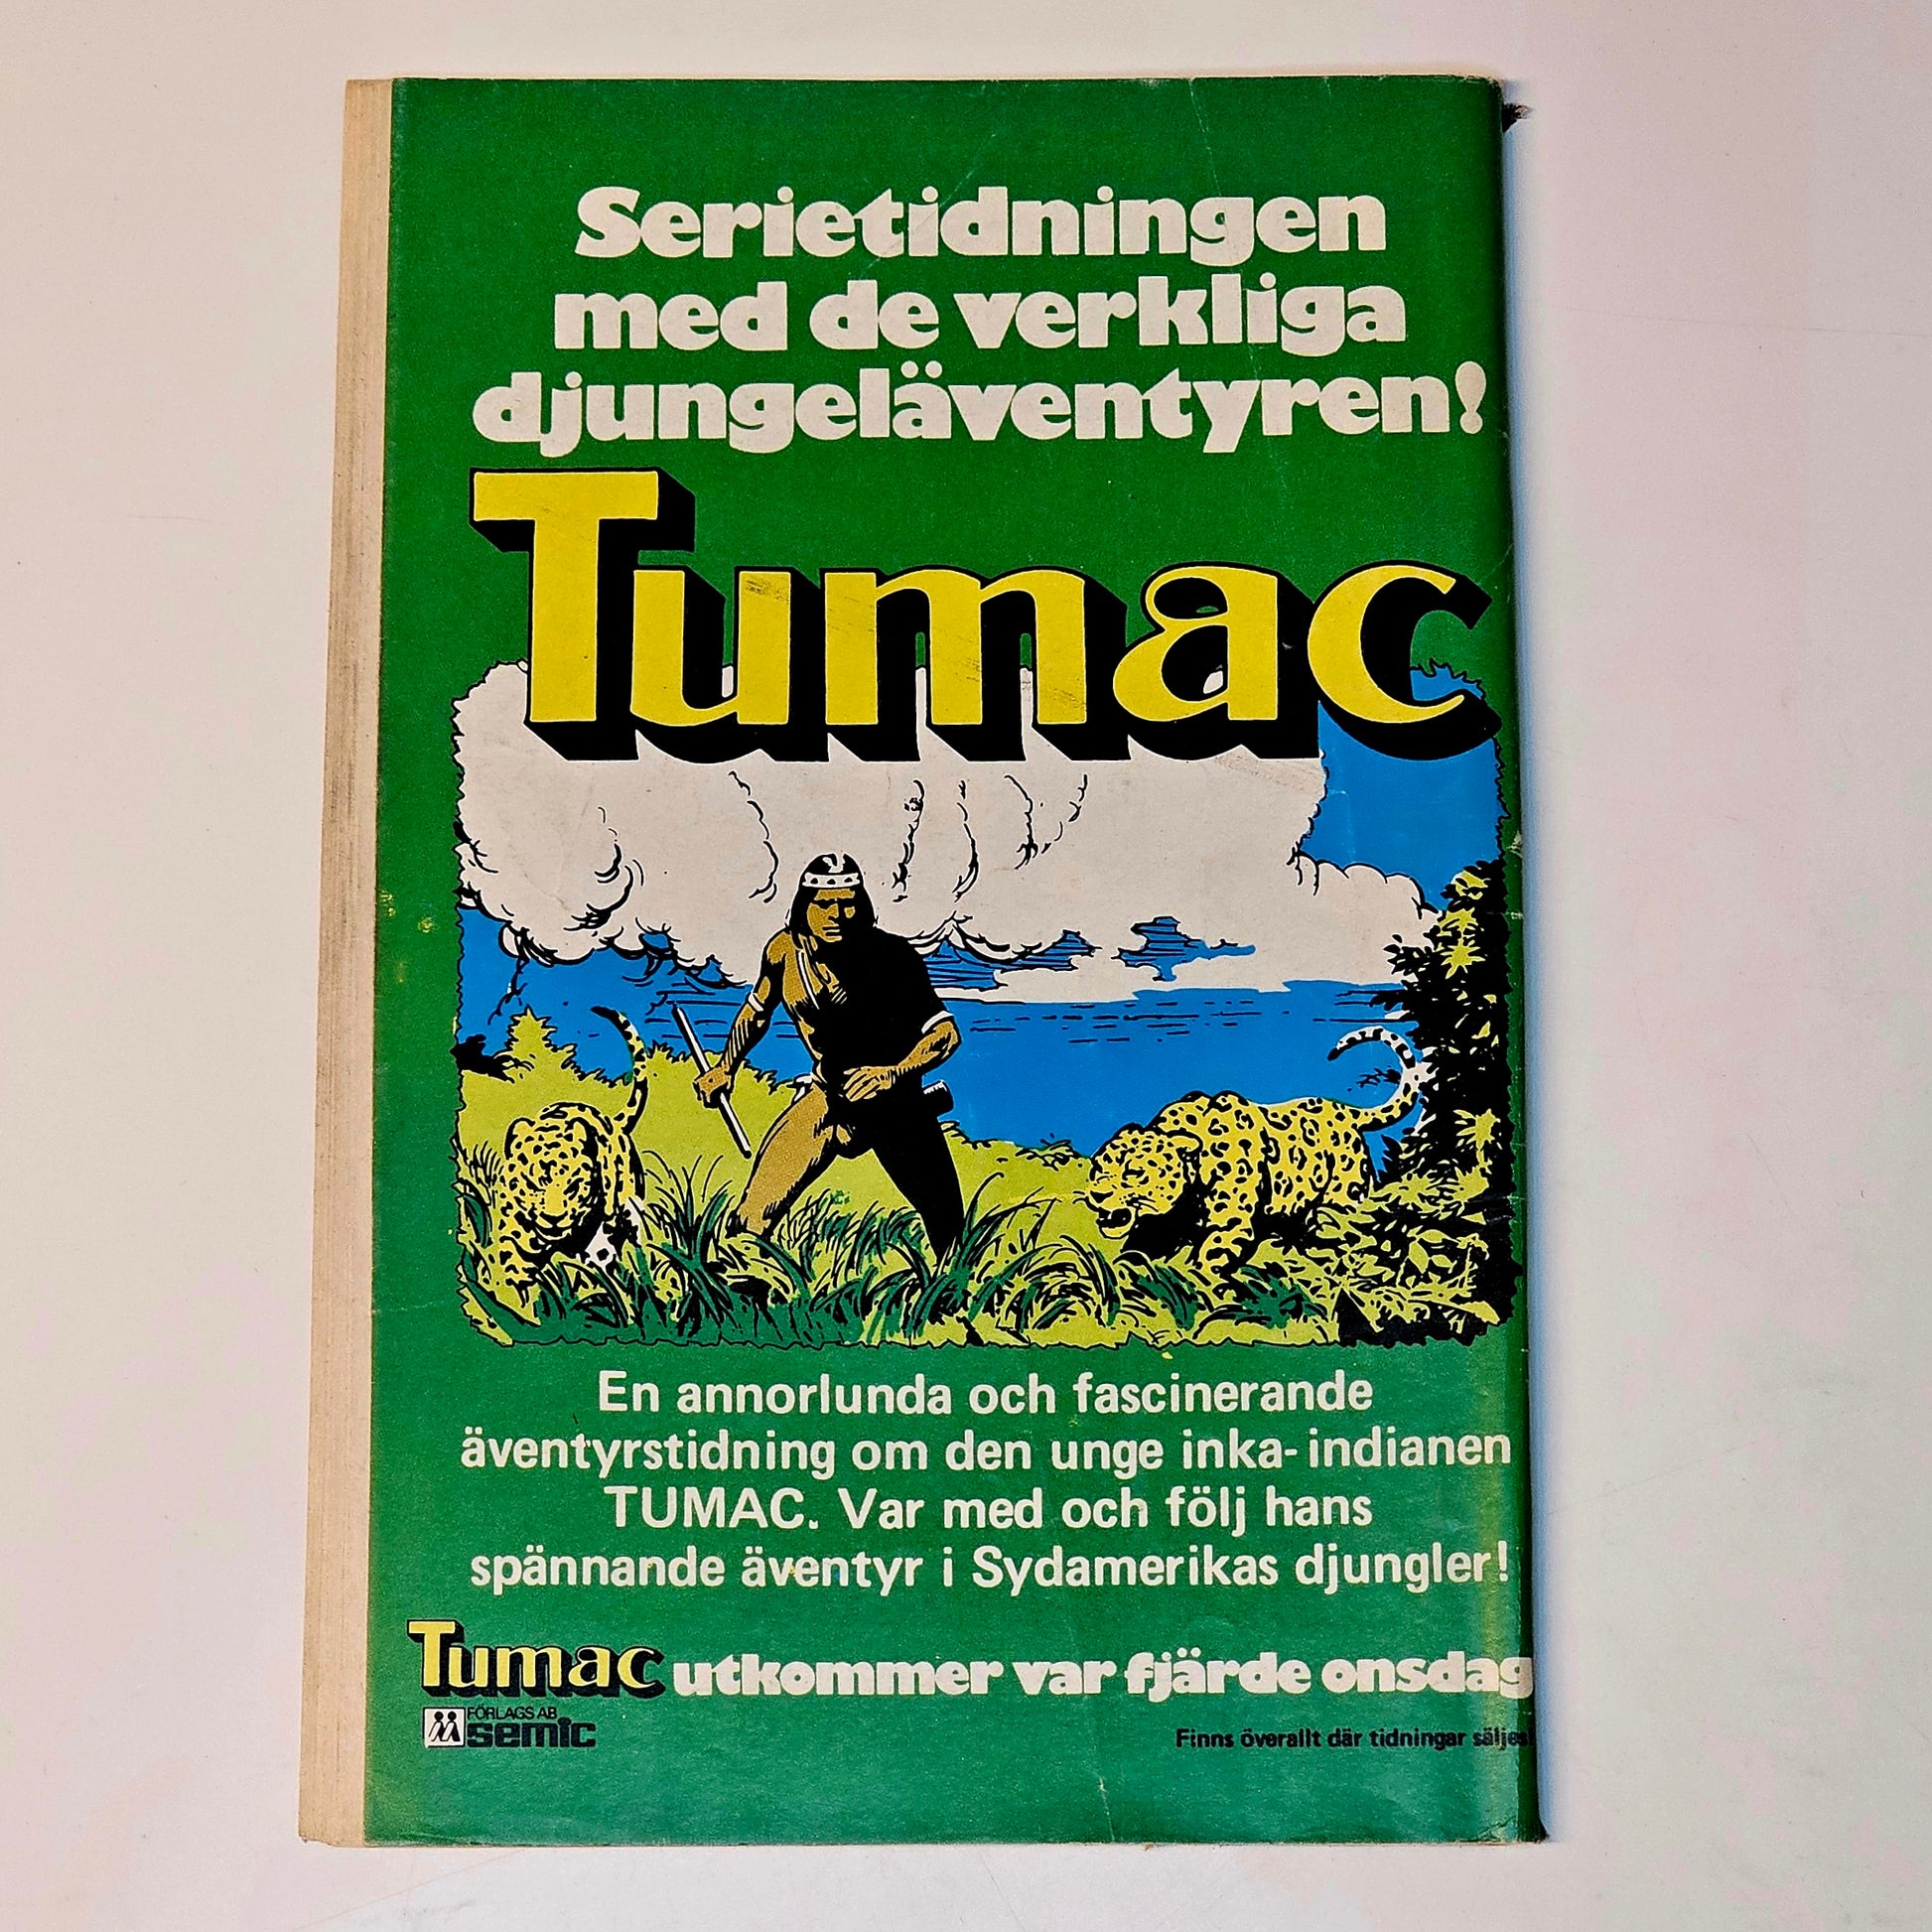 Serietidningen
med de verkliga
djungeläventyren!
Tumac
En annorlunda och fascinerande
äventyrstidning om den unge inka-indianen
TUMAC. Var med och följ hans
spännande äventyr i Sydamerikas djungler!
Tumac utkommer var fjärde onsdag
FÖRLAGS AB
semic
Finns överallt där tidningar säljes!